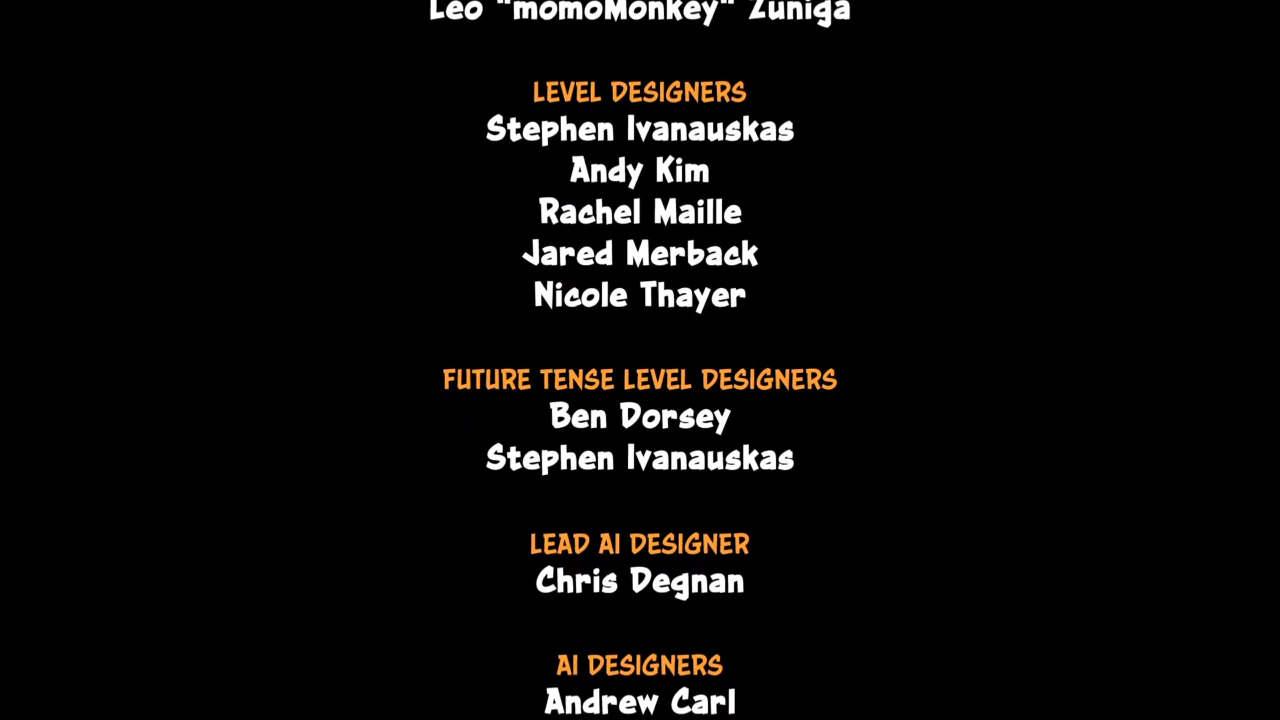 Leo "momoMonkey" Zuniga
LEVEL DESIGNERS
Stephen Ivanauskas
Andy Kim
Rachel Maille
Jared Merback
Nicole Thayer
FUTURE TENSE LEVEL DESIGNERS
Ben Dorsey
Stephen Ivanauskas
LEAD AI DESIGNER
Chris Degnan
AI DESIGNERS
Andrew Carl